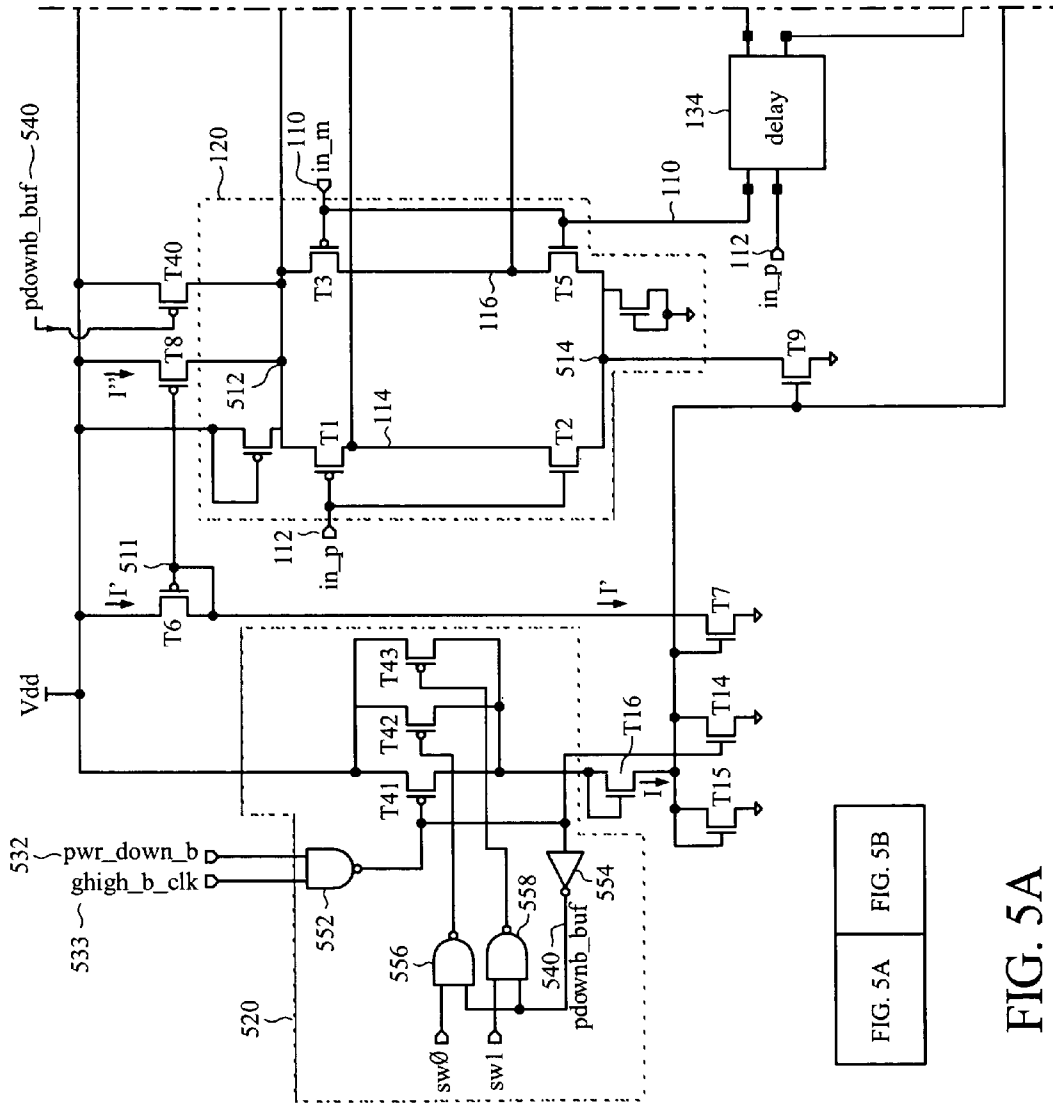 Vdd
pdownb_buf
540
I'
T6
511
I''
T8
T40
512
120
110
in_m
T3
T1
112
in_p
114
116
T2
T5
514
110
134
delay
112
in_p
T9
532
pwr_down_b
533
ghigh_b_clk
552
520
T41
T42
T43
556
558
554
sw0
sw1
540
pdownb_buf
T16
I
I'
T15
T14
T7
FIG. 5A
FIG. 5B
FIG. 5A